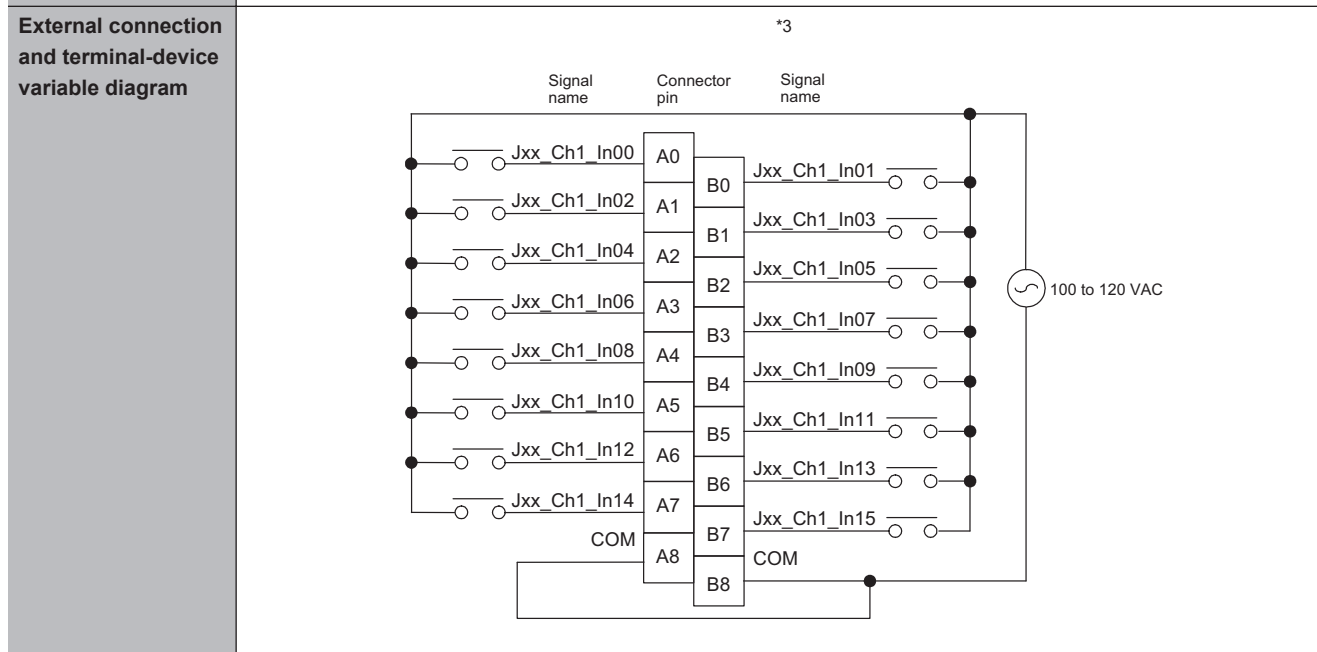 External connection
and terminal-device
variable diagram
*3
Signal
name
Connector
pin
Signal
name
Jxx_Ch1_In00
A0
B0
Jxx_Ch1_In01
Jxx_Ch1_In02
A1
B1
Jxx_Ch1_In03
Jxx_Ch1_In04
A2
B2
Jxx_Ch1_In05
100 to 120 VAC
Jxx_Ch1_In06
A3
B3
Jxx_Ch1_In07
Jxx_Ch1_In08
A4
B4
Jxx_Ch1_In09
Jxx_Ch1_In10
A5
B5
Jxx_Ch1_In11
Jxx_Ch1_In12
A6
B6
Jxx_Ch1_In13
Jxx_Ch1_In14
A7
B7
Jxx_Ch1_In15
COM
A8
B8
COM